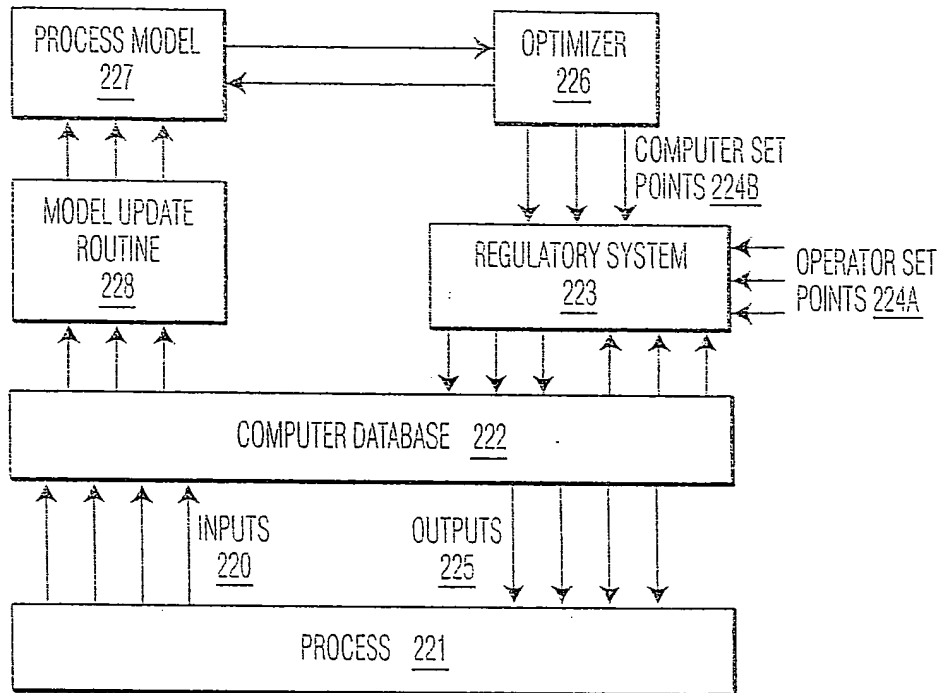 PROCESS MODEL
227
OPTIMIZER
226
COMPUTER SET
POINTS 224B
MODEL UPDATE
ROUTINE
228
REGULATORY SYSTEM
223
OPERATOR SET
POINTS 224A
COMPUTER DATABASE 222
INPUTS
220
OUTPUTS
225
PROCESS 221